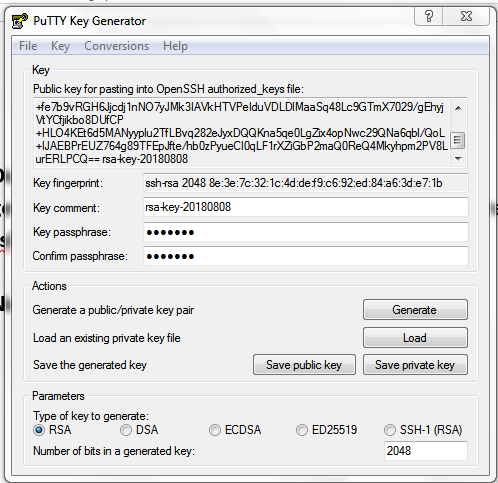 PuTTY Key Generator
File Key Conversions Help
Key
Public key for pasting into OpenSSH authorized_keys file:
+fe7b9vRGH6Jjcdj1nNO7yJMk3IAVkHTVPeIduVDLDIMaaSq48Lc9GTmX7029/gEhyj
VtYCfjikbo8DUfCP
+HLO4KEt6d5MANyyplu2TfLBvq282eJyxDQQKna5qe0LgZix4opNwc29QNa6qbl/QoL
+IJAEBPrEUZ764g89TFEpJfte/hb0zPyueCI0qLF1rXZiGbP2maQ0ReQ4Mkyhpm2PV8L
urERLPCQ== rsa-key-20180808
Key fingerprint: ssh-rsa 2048 8e:3e:7c:32:1c:4d:de:f9:c6:92:ed:84:a6:3d:e7:1b
Key comment: rsa-key-20180808
Key passphrase: •••••••
Confirm passphrase: •••••••
Actions
Generate a public/private key pair Generate
Load an existing private key file Load
Save the generated key Save public key Save private key
Parameters
Type of key to generate:
RSA DSA ECDSA ED25519 SSH-1 (RSA)
Number of bits in a generated key: 2048